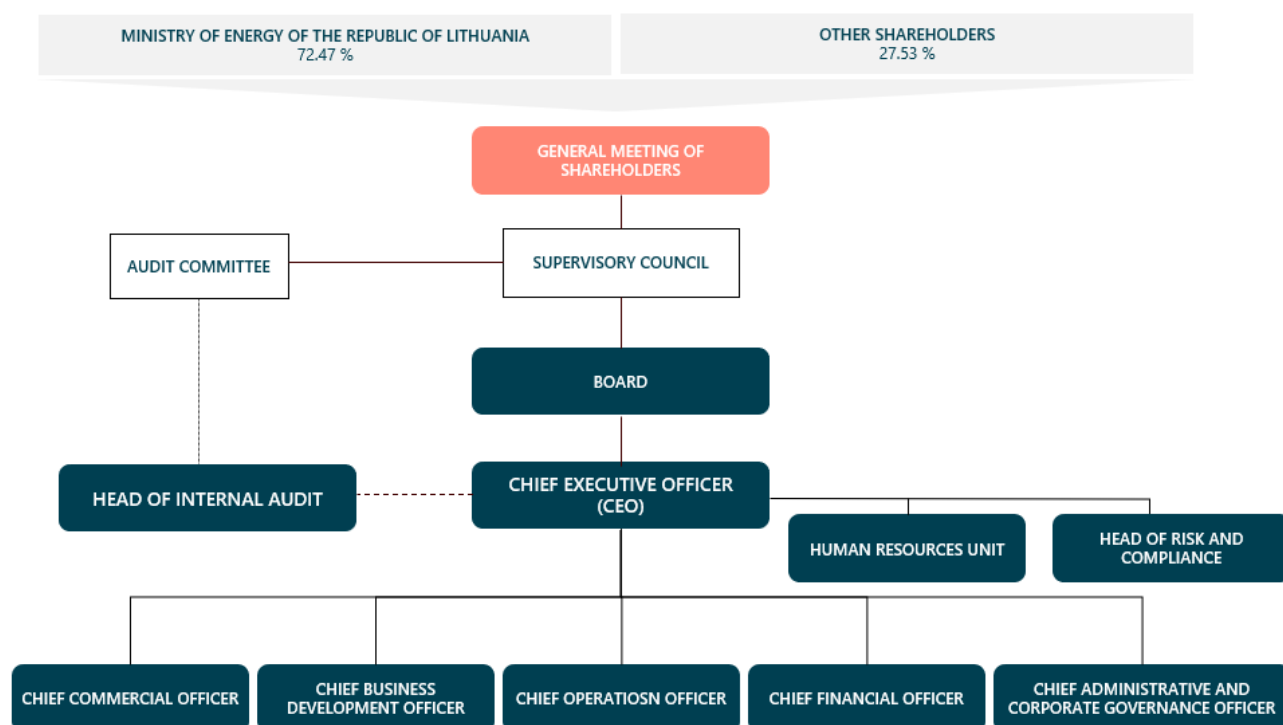 MINISTRY OF ENERGY OF THE REPUBLIC OF LITHUANIA
72.47 %
OTHER SHAREHOLDERS
27.53 %
GENERAL MEETING OF
SHAREHOLDERS
AUDIT COMMITTEE
SUPERVISORY COUNCIL
BOARD
HEAD OF INTERNAL AUDIT
CHIEF EXECUTIVE OFFICER
(CEO)
HUMAN RESOURCES UNIT
HEAD OF RISK AND
COMPLIANCE
CHIEF COMMERCIAL OFFICER
CHIEF BUSINESS
DEVELOPMENT OFFICER
CHIEF OPERATIOSN OFFICER
CHIEF FINANCIAL OFFICER
CHIEF ADMINISTRATIVE AND
CORPORATE GOVERNANCE OFFICER